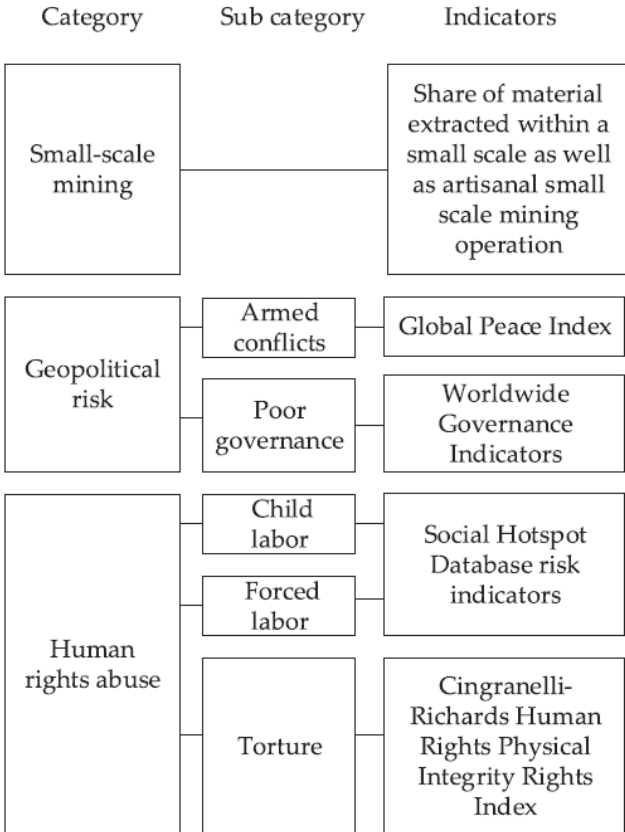 Category
Sub category
Indicators
Small-scale
mining
Share of material
extracted within a
small scale as well
as artisanal small
scale mining
operation
Geopolitical
risk
Armed
conflicts
Global Peace Index
Poor
governance
Worldwide
Governance
Indicators
Human
rights abuse
Child
labor
Forced
labor
Social Hotspot
Database risk
indicators
Torture
Cingranelli-
Richards Human
Rights Physical
Integrity Rights
Index